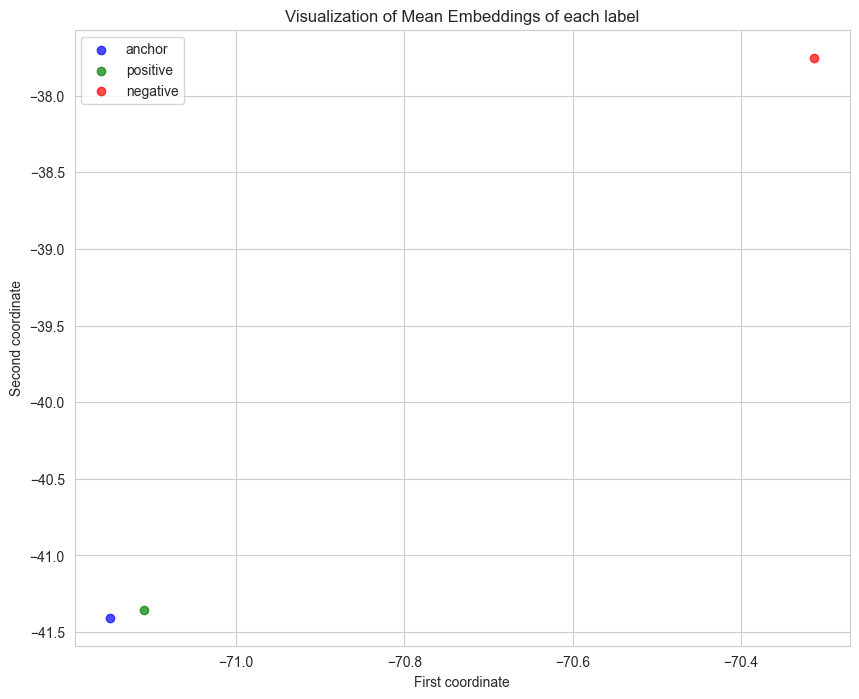 Visualization of Mean Embeddings of each label
anchor
positive
negative
Second coordinate
−38.0
−38.5
−39.0
−39.5
−40.0
−40.5
−41.0
−41.5
−71.0
−70.8
−70.6
−70.4
First coordinate